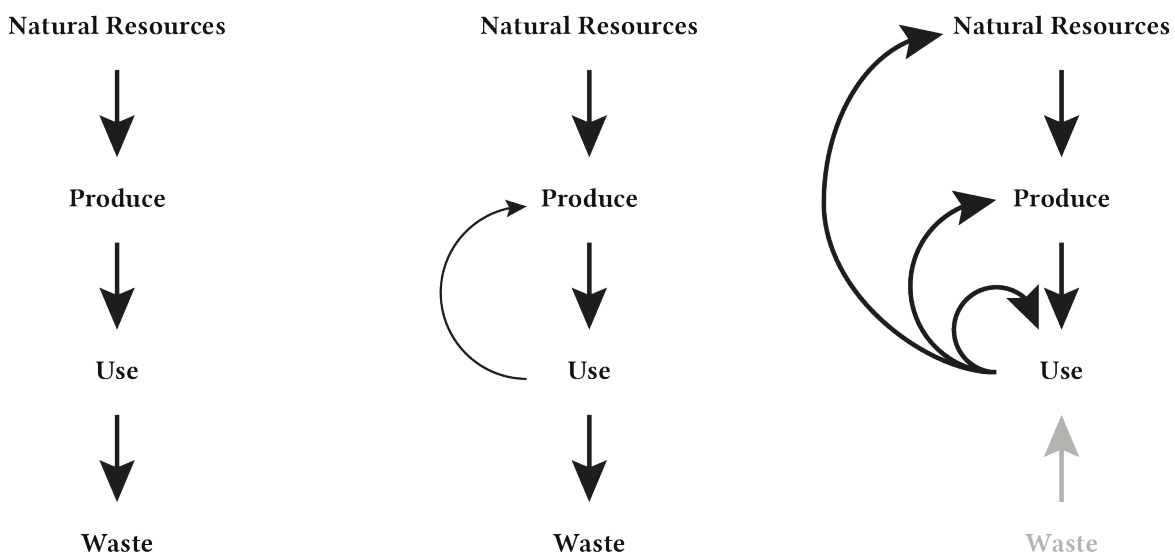 Natural Resources
Produce
Use
Waste
Natural Resources
Produce
Use
Waste
Natural Resources
Produce
Use
Waste